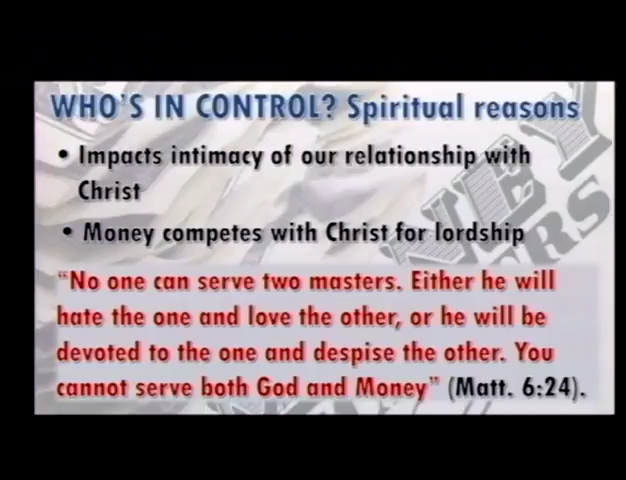 WHO'S IN CONTROL? Spiritual reasons
• Impacts intimacy of our relationship with
Christ
• Money competes with Christ for lordship
"No one can serve two masters. Either he will
hate the one and love the other, or he will be
devoted to the one and despise the other. You
cannot serve both God and Money" (Matt. 6:24).